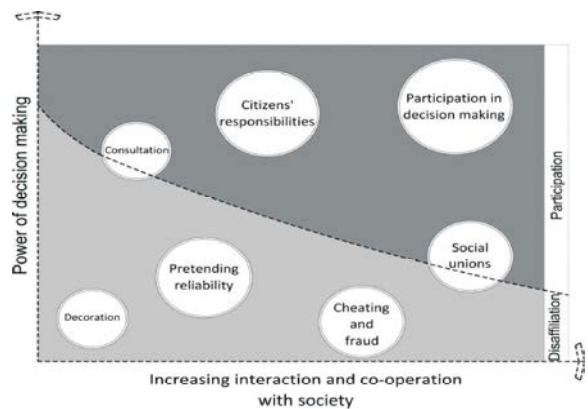 Power of decision making
Citizens'
responsibilities
Participation in
decision making
Consultation
Participation
Social
unions
Pretending
reliability
Decoration
Cheating
and
fraud
Disaffiliation
Increasing interaction and co-operation
with society